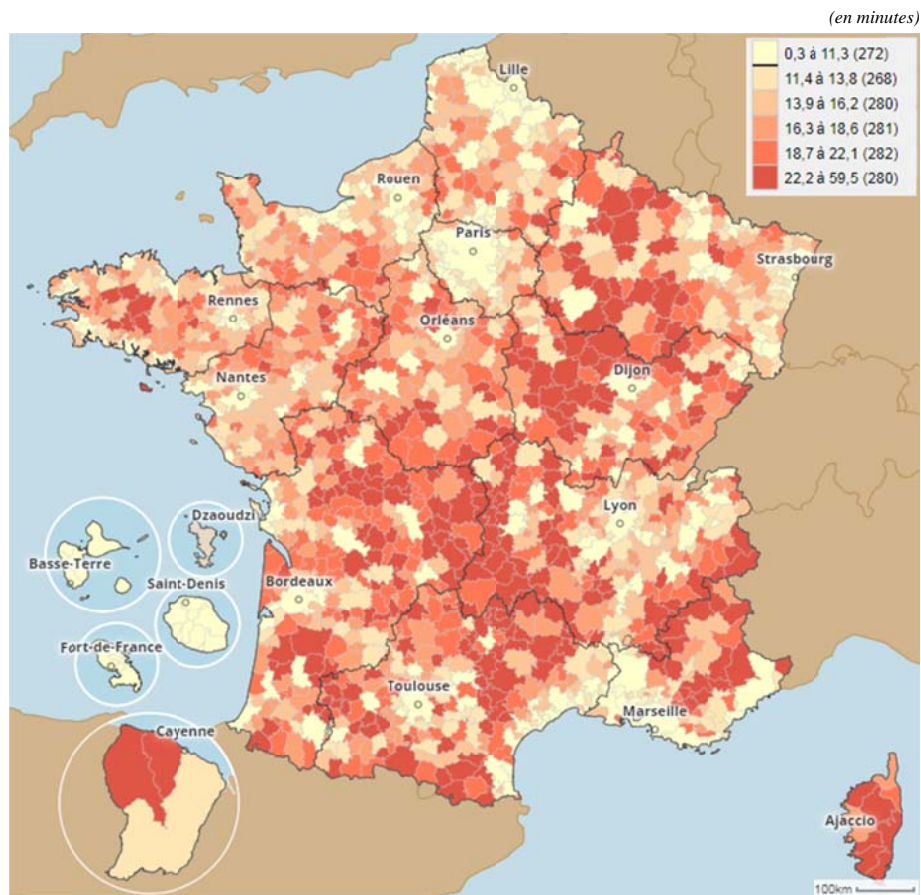 (en minutes)
0,3 à 11,3 (272)
11,4 à 13,8 (268)
13,9 à 16,2 (280)
16,3 à 18,6 (281)
18,7 à 22,1 (282)
22,2 à 59,5 (280)
Lille
Rouen
Paris
Strasbourg
Rennes
Orléans
Dijon
Nantes
Lyon
Dzaoudzi
Basse-Terre
Saint-Denis
Bordeaux
Fort-de-France
Toulouse
Marseille
Cayenne
Ajaccio
100km